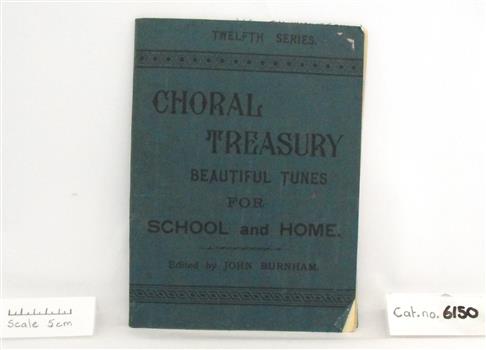 TWELFTH SERIES.
CHORAL
TREASURY
BEAUTIFUL TUNES
FOR
SCHOOL and HOME.
Edited by JOHN BURNHAM.
Scale 5cm
Cat. no. 6150